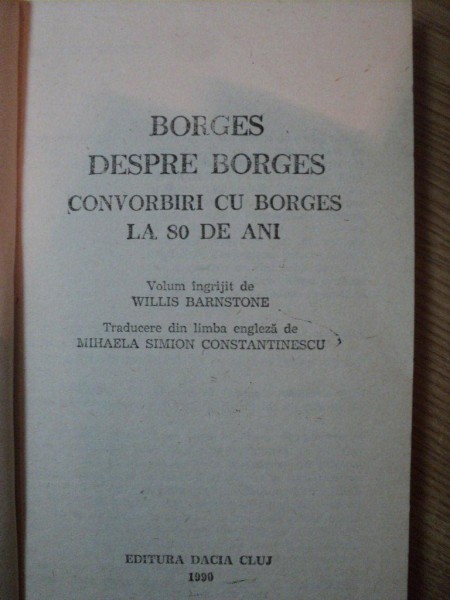 BORGES
DESPRE BORGES
CONVORBIRI CU BORGES
LA 80 DE ANI
Volum îngrijit de
WILLIS BARNSTONE
Traducere din limba engleză de
MIHAELA SIMION CONSTANTINESCU
EDITURA DACIA CLUJ
1990